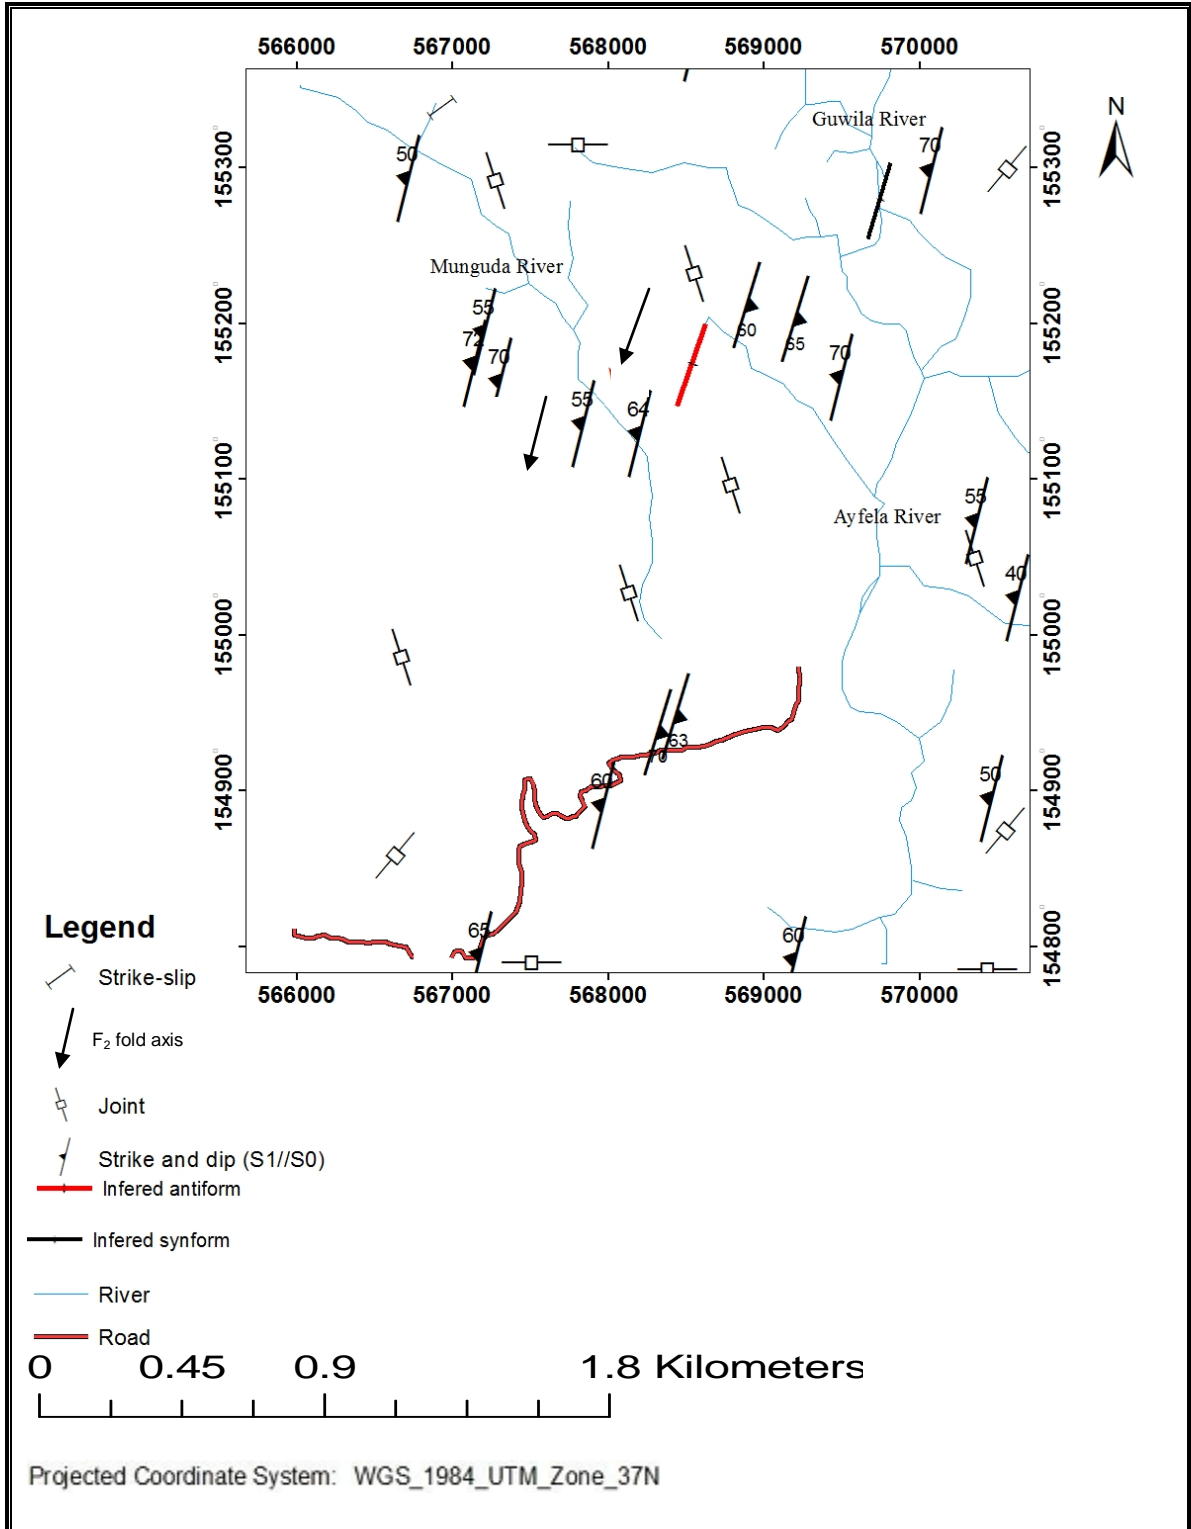 566000 567000 568000 569000 570000
N
Guwila River
155300
155300
50
70
Munguda River
155200
155200
55
72
70
60
65
70
55
64
155100
155100
55
Ayfela River
40
155000
155000
63
70
154900
154900
60
50
65
60
154800
566000 567000 568000 569000 570000
Legend
Strike-slip
F2 fold axis
Joint
Strike and dip (S1//S0)
Infered antiform
Infered synform
River
Road
0 0.45 0.9 1.8 Kilometers
Projected Coordinate System: WGS_1984_UTM_Zone_37N